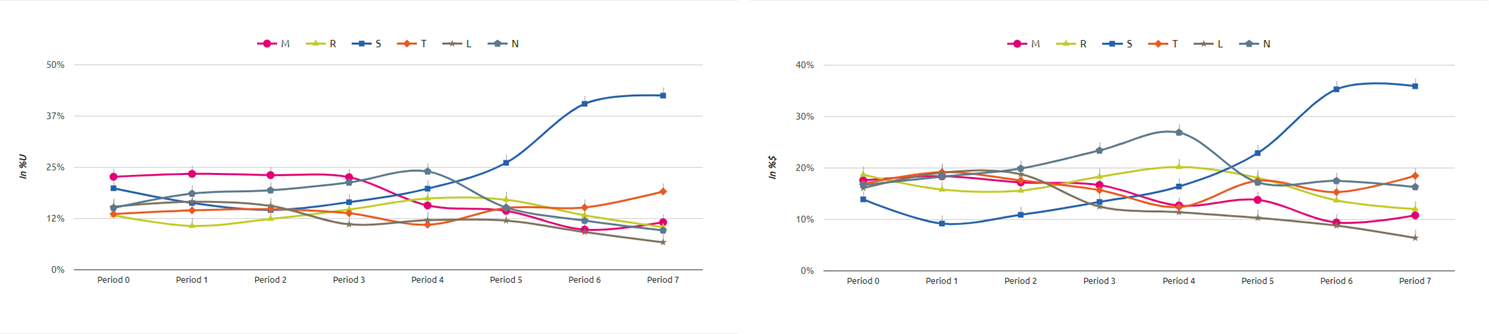 M R S T L N
50%
37%
25%
12%
0%
In %U
Period 0 Period 1 Period 2 Period 3 Period 4 Period 5 Period 6 Period 7
M R S T L N
40%
30%
20%
10%
0%
In %$
Period 0 Period 1 Period 2 Period 3 Period 4 Period 5 Period 6 Period 7